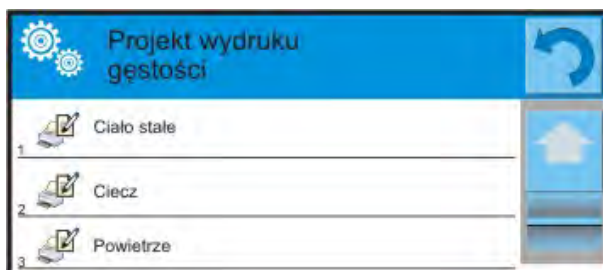 Projekt wydruku
gęstości
1 Ciało stałe
2 Ciecz
3 Powietrze